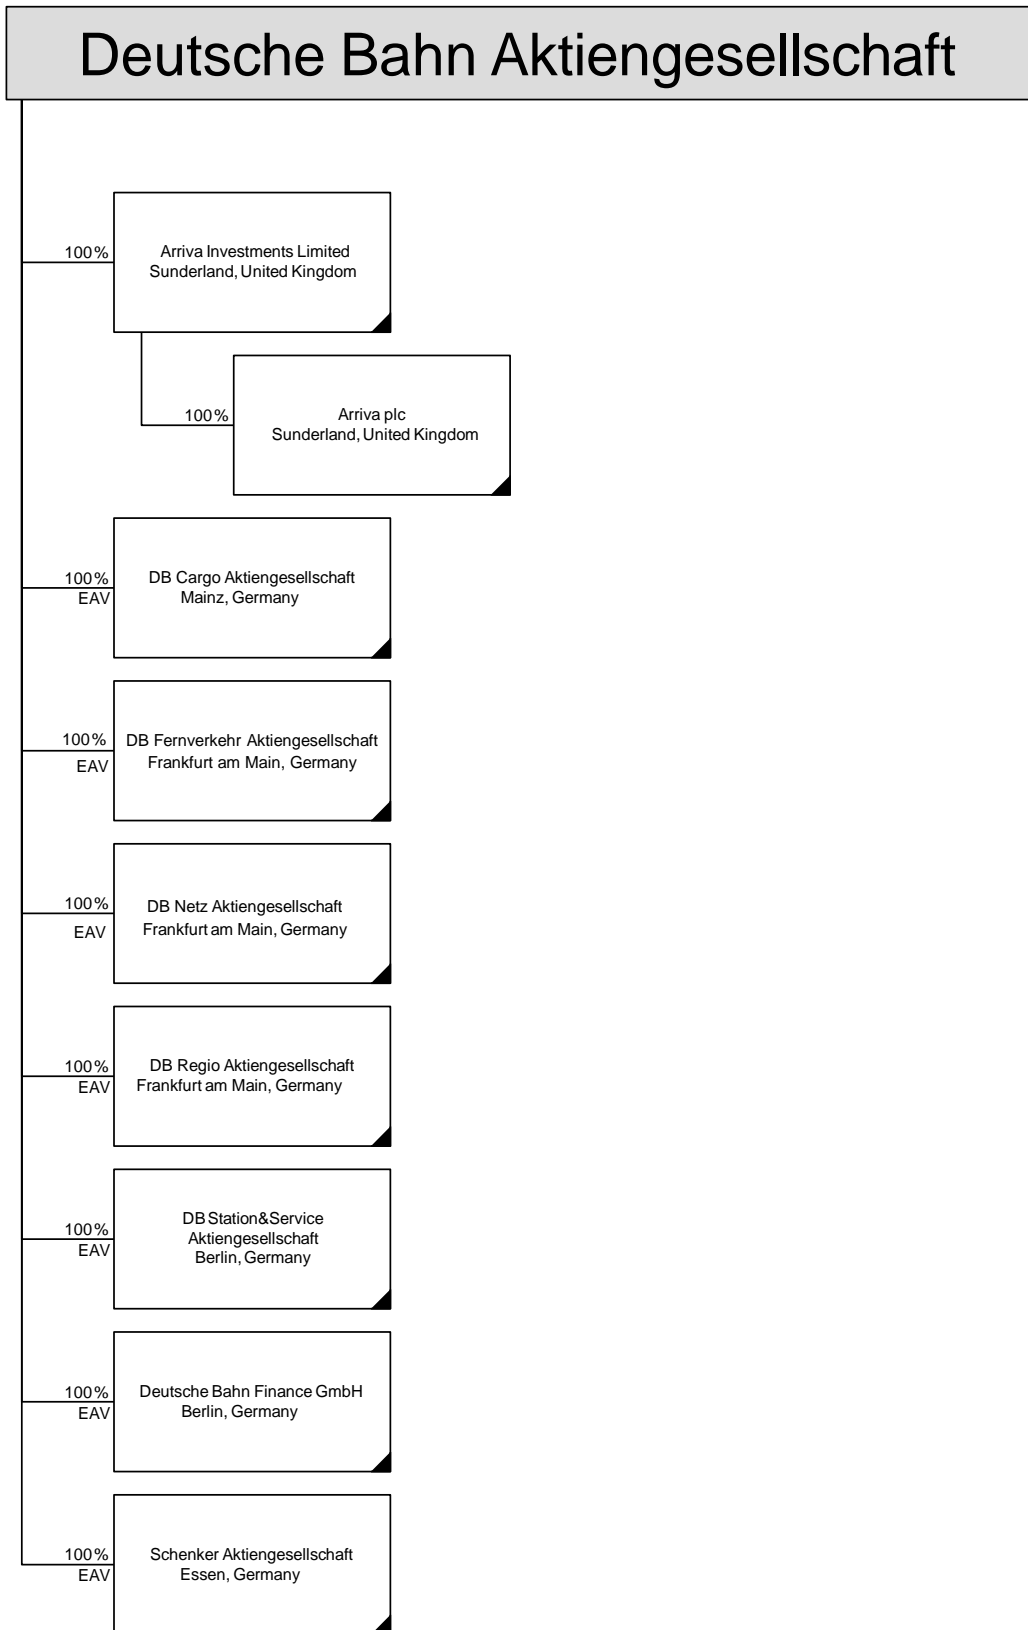 Deutsche Bahn Aktiengesellschaft
100%
Arriva Investments Limited
Sunderland, United Kingdom
100%
Arriva plc
Sunderland, United Kingdom
100%
EAV
DB Cargo Aktiengesellschaft
Mainz, Germany
100%
EAV
DB Fernverkehr Aktiengesellschaft
Frankfurt am Main, Germany
100%
EAV
DB Netz Aktiengesellschaft
Frankfurt am Main, Germany
100%
EAV
DB Regio Aktiengesellschaft
Frankfurt am Main, Germany
100%
EAV
DB Station&Service
Aktiengesellschaft
Berlin, Germany
100%
EAV
Deutsche Bahn Finance GmbH
Berlin, Germany
100%
EAV
Schenker Aktiengesellschaft
Essen, Germany